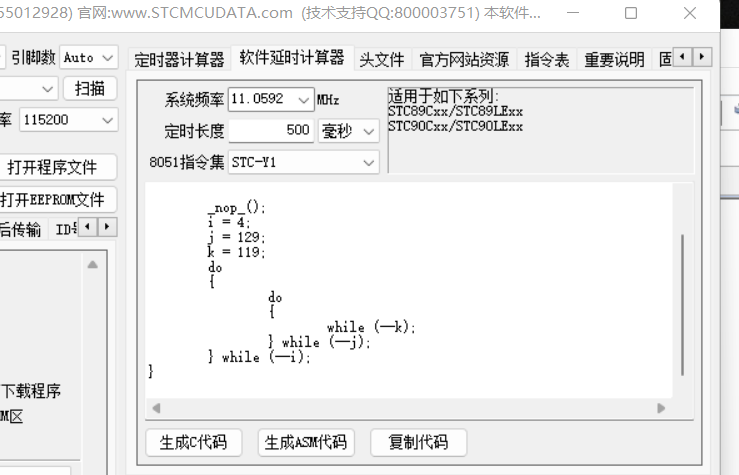 55012928) 官网:www.STCMCUDATA.com (技术支持QQ:800003751) 本软件...
引脚数 Auto
扫描
率 115200
打开程序文件
打开EEPROM文件
后传输 ID号
下载程序
M区
定时器计算器 软件延时计算器 头文件 官方网站资源 指令表 重要说明
系统频率 11.0592 MHz
定时长度 500 毫秒
8051指令集 STC-Y1
适用于如下系列:
STC89Cxx/STC89LExx
STC90Cxx/STC90LExx
_nop_();
i = 4;
j = 129;
k = 119;
do
{
do
{
while (--k);
} while (--j);
} while (--i);
}
生成C代码 生成ASM代码 复制代码